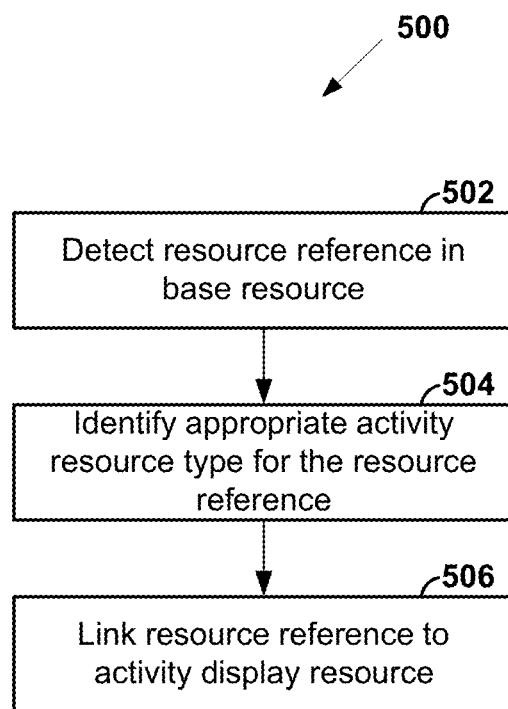 500
502
Detect resource reference in
base resource
504
Identify appropriate activity
resource type for the resource
reference
506
Link resource reference to
activity display resource